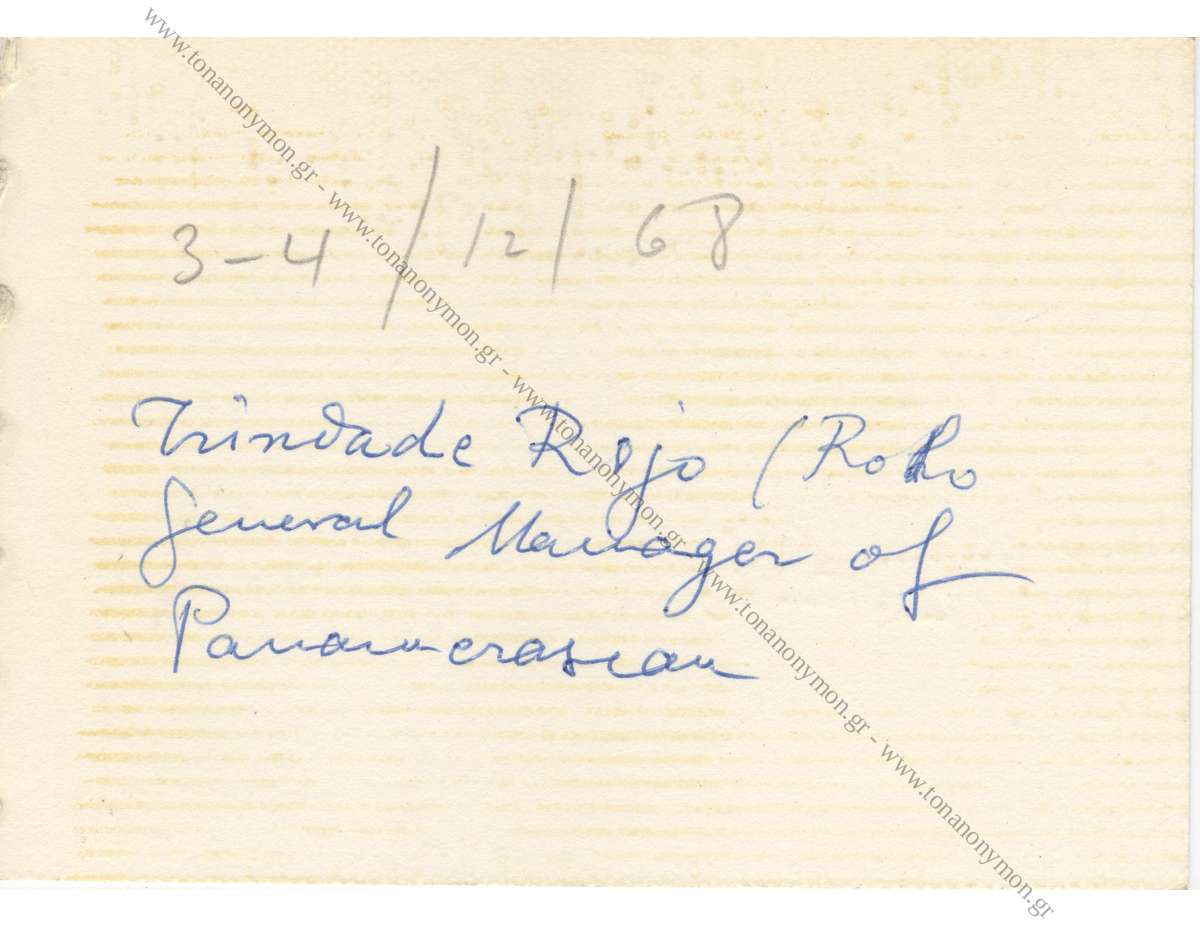 www.tonanonymon.gr - www.tonanonymon.gr - www.tonanonymon.gr - www.tonanonymon.gr - www.tonanonymon.gr
3-4/12/68
Trindade Rojo (Roho
General Manager of
Panamerasian